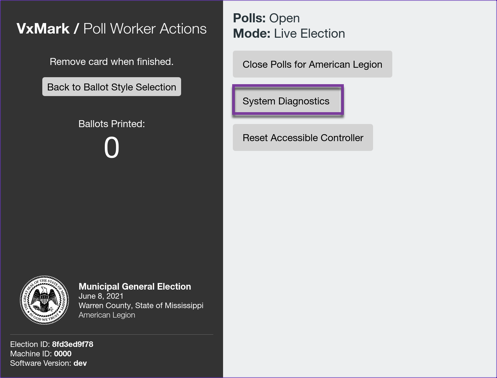 VxMark / Poll Worker Actions
Remove card when finished.
Back to Ballot Style Selection
Ballots Printed:
0
Municipal General Election
June 8, 2021
Warren County, State of Mississippi
American Legion
Election ID: 8fd3ed9f78
Machine ID: 0000
Software Version: dev
Polls: Open
Mode: Live Election
Close Polls for American Legion
System Diagnostics
Reset Accessible Controller